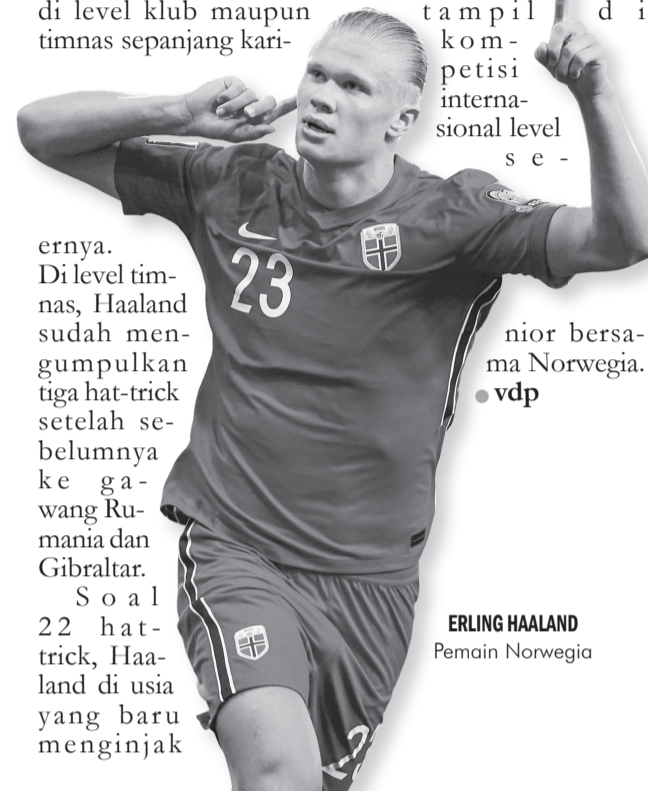 di level klub maupun
timnas sepanjang kari-
ernya.
Di level tim-
nas, Haaland
sudah men-
gumpulkan
tiga hat-trick
setelah se-
belumnya
ke ga-
wang Ru-
mania dan
Gibraltar.
Soal
22 hat-
trick, Haa-
land di usia
yang baru
menginjak
tampil di
kom-
petisi
interna-
sional level
se-
nior bersa-
ma Norwegia.
• vdp
23
23
ERLING HAALAND
Pemain Norwegia